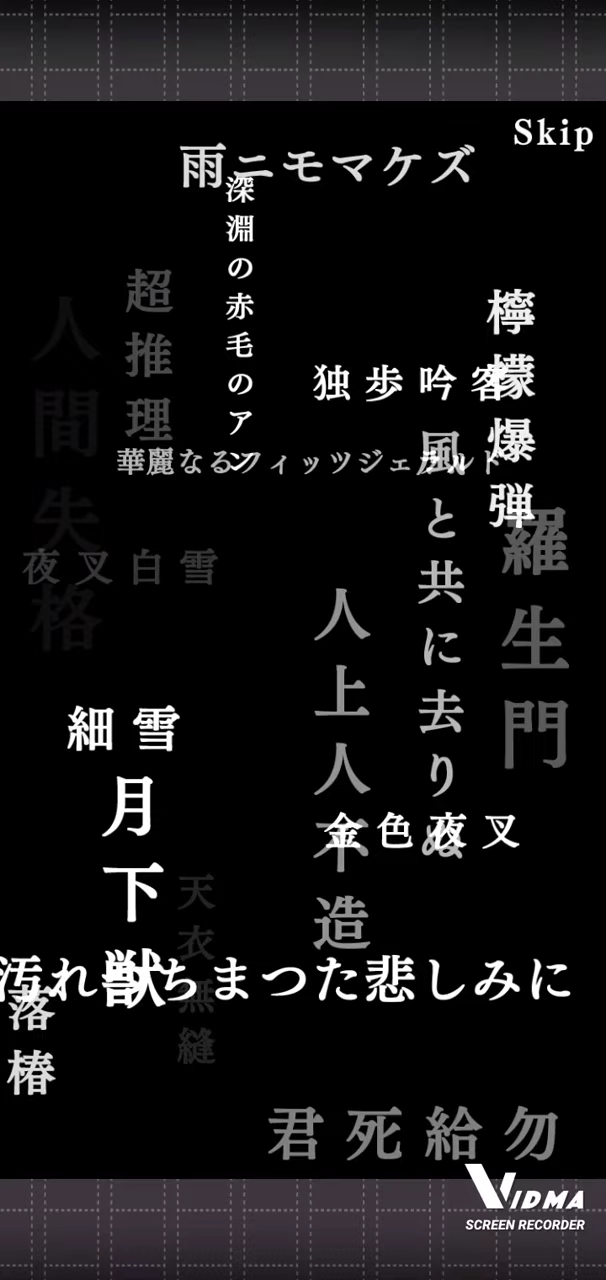 Skip
雨ニモマケズ
深淵の赤毛のアン
超推理
人間失格
檸檬爆弾
独歩吟客
華麗なるフィッツジェラルド
風と共に去りぬ
羅生門
夜叉白雪
人上人不造
細雪
月下獣
金色夜叉
天衣無縫
汚れつちまつた悲しみに
落椿
君死給勿
VIDMA
SCREEN RECORDER